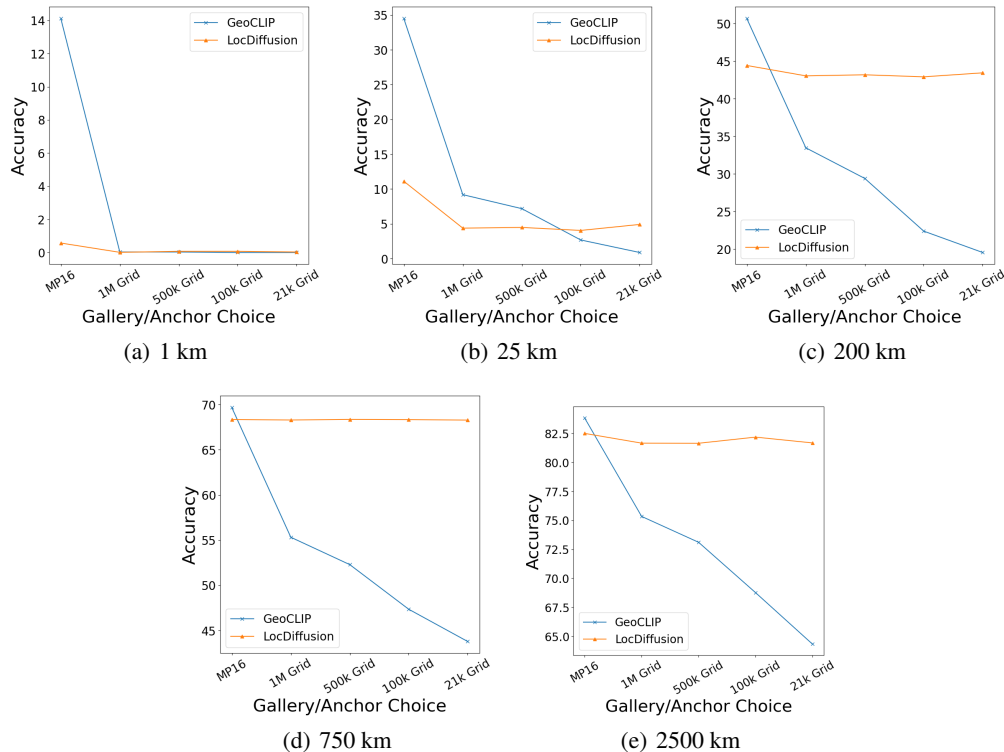 14
12
10
8
6
4
2
0
Accuracy
GeoCLIP
LocDiffusion
MP16
1M Grid
500k Grid
100k Grid
21k Grid
Gallery/Anchor Choice
(a) 1 km
35
30
25
20
15
10
5
0
Accuracy
GeoCLIP
LocDiffusion
MP16
1M Grid
500k Grid
100k Grid
21k Grid
Gallery/Anchor Choice
(b) 25 km
50
45
40
35
30
25
20
Accuracy
GeoCLIP
LocDiffusion
MP16
1M Grid
500k Grid
100k Grid
21k Grid
Gallery/Anchor Choice
(c) 200 km
70
65
60
55
50
45
Accuracy
GeoCLIP
LocDiffusion
MP16
1M Grid
500k Grid
100k Grid
21k Grid
Gallery/Anchor Choice
(d) 750 km
82.5
80.0
77.5
75.0
72.5
70.0
67.5
65.0
Accuracy
GeoCLIP
LocDiffusion
MP16
1M Grid
500k Grid
100k Grid
21k Grid
Gallery/Anchor Choice
(e) 2500 km